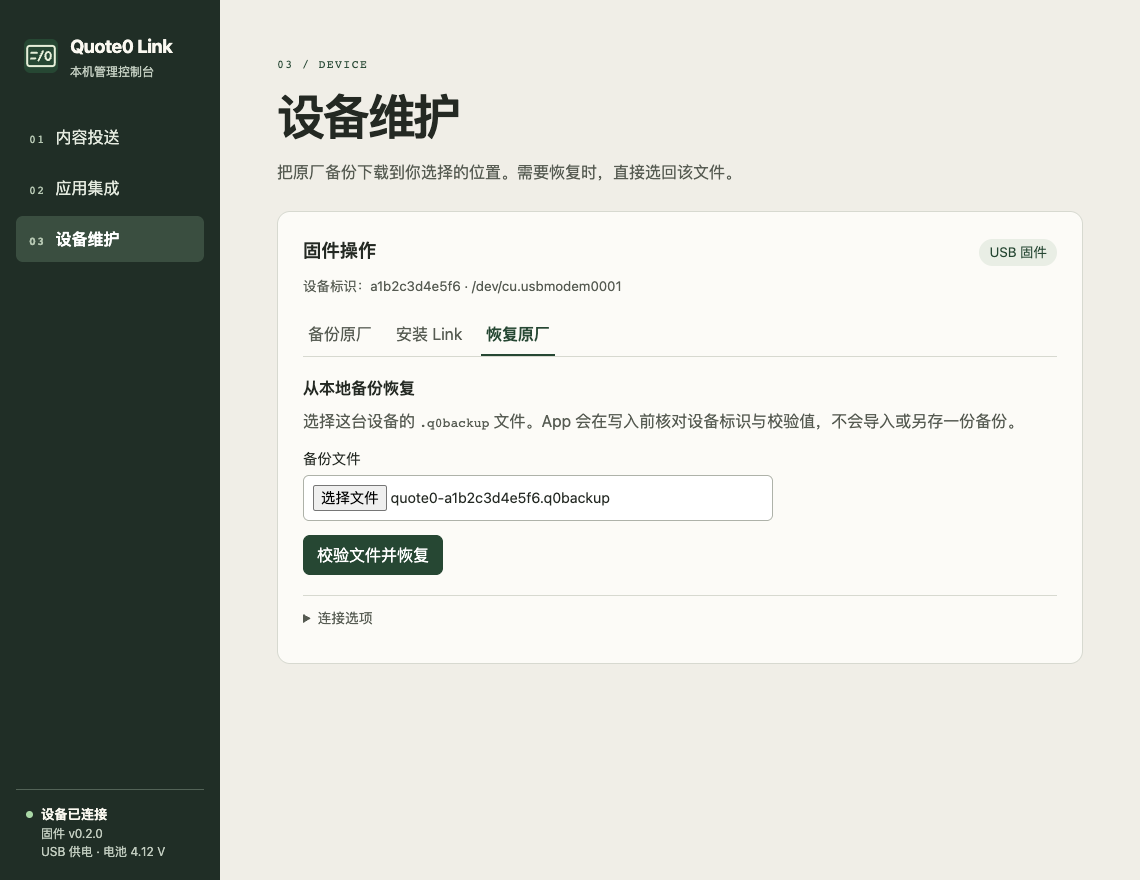 Quote0 Link
本机管理控制台
01 内容投送
02 应用集成
03 设备维护
设备已连接
固件 v0.2.0
USB 供电 · 电池 4.12 V
03 / DEVICE
设备维护
把原厂备份下载到你选择的位置。需要恢复时，直接选回该文件。
固件操作
USB 固件
设备标识：a1b2c3d4e5f6 · /dev/cu.usbmodem0001
备份原厂 安装 Link 恢复原厂
从本地备份恢复
选择这台设备的 .q0backup 文件。App 会在写入前核对设备标识与校验值，不会导入或另存一份备份。
备份文件
选择文件 quote0-a1b2c3d4e5f6.q0backup
校验文件并恢复
连接选项